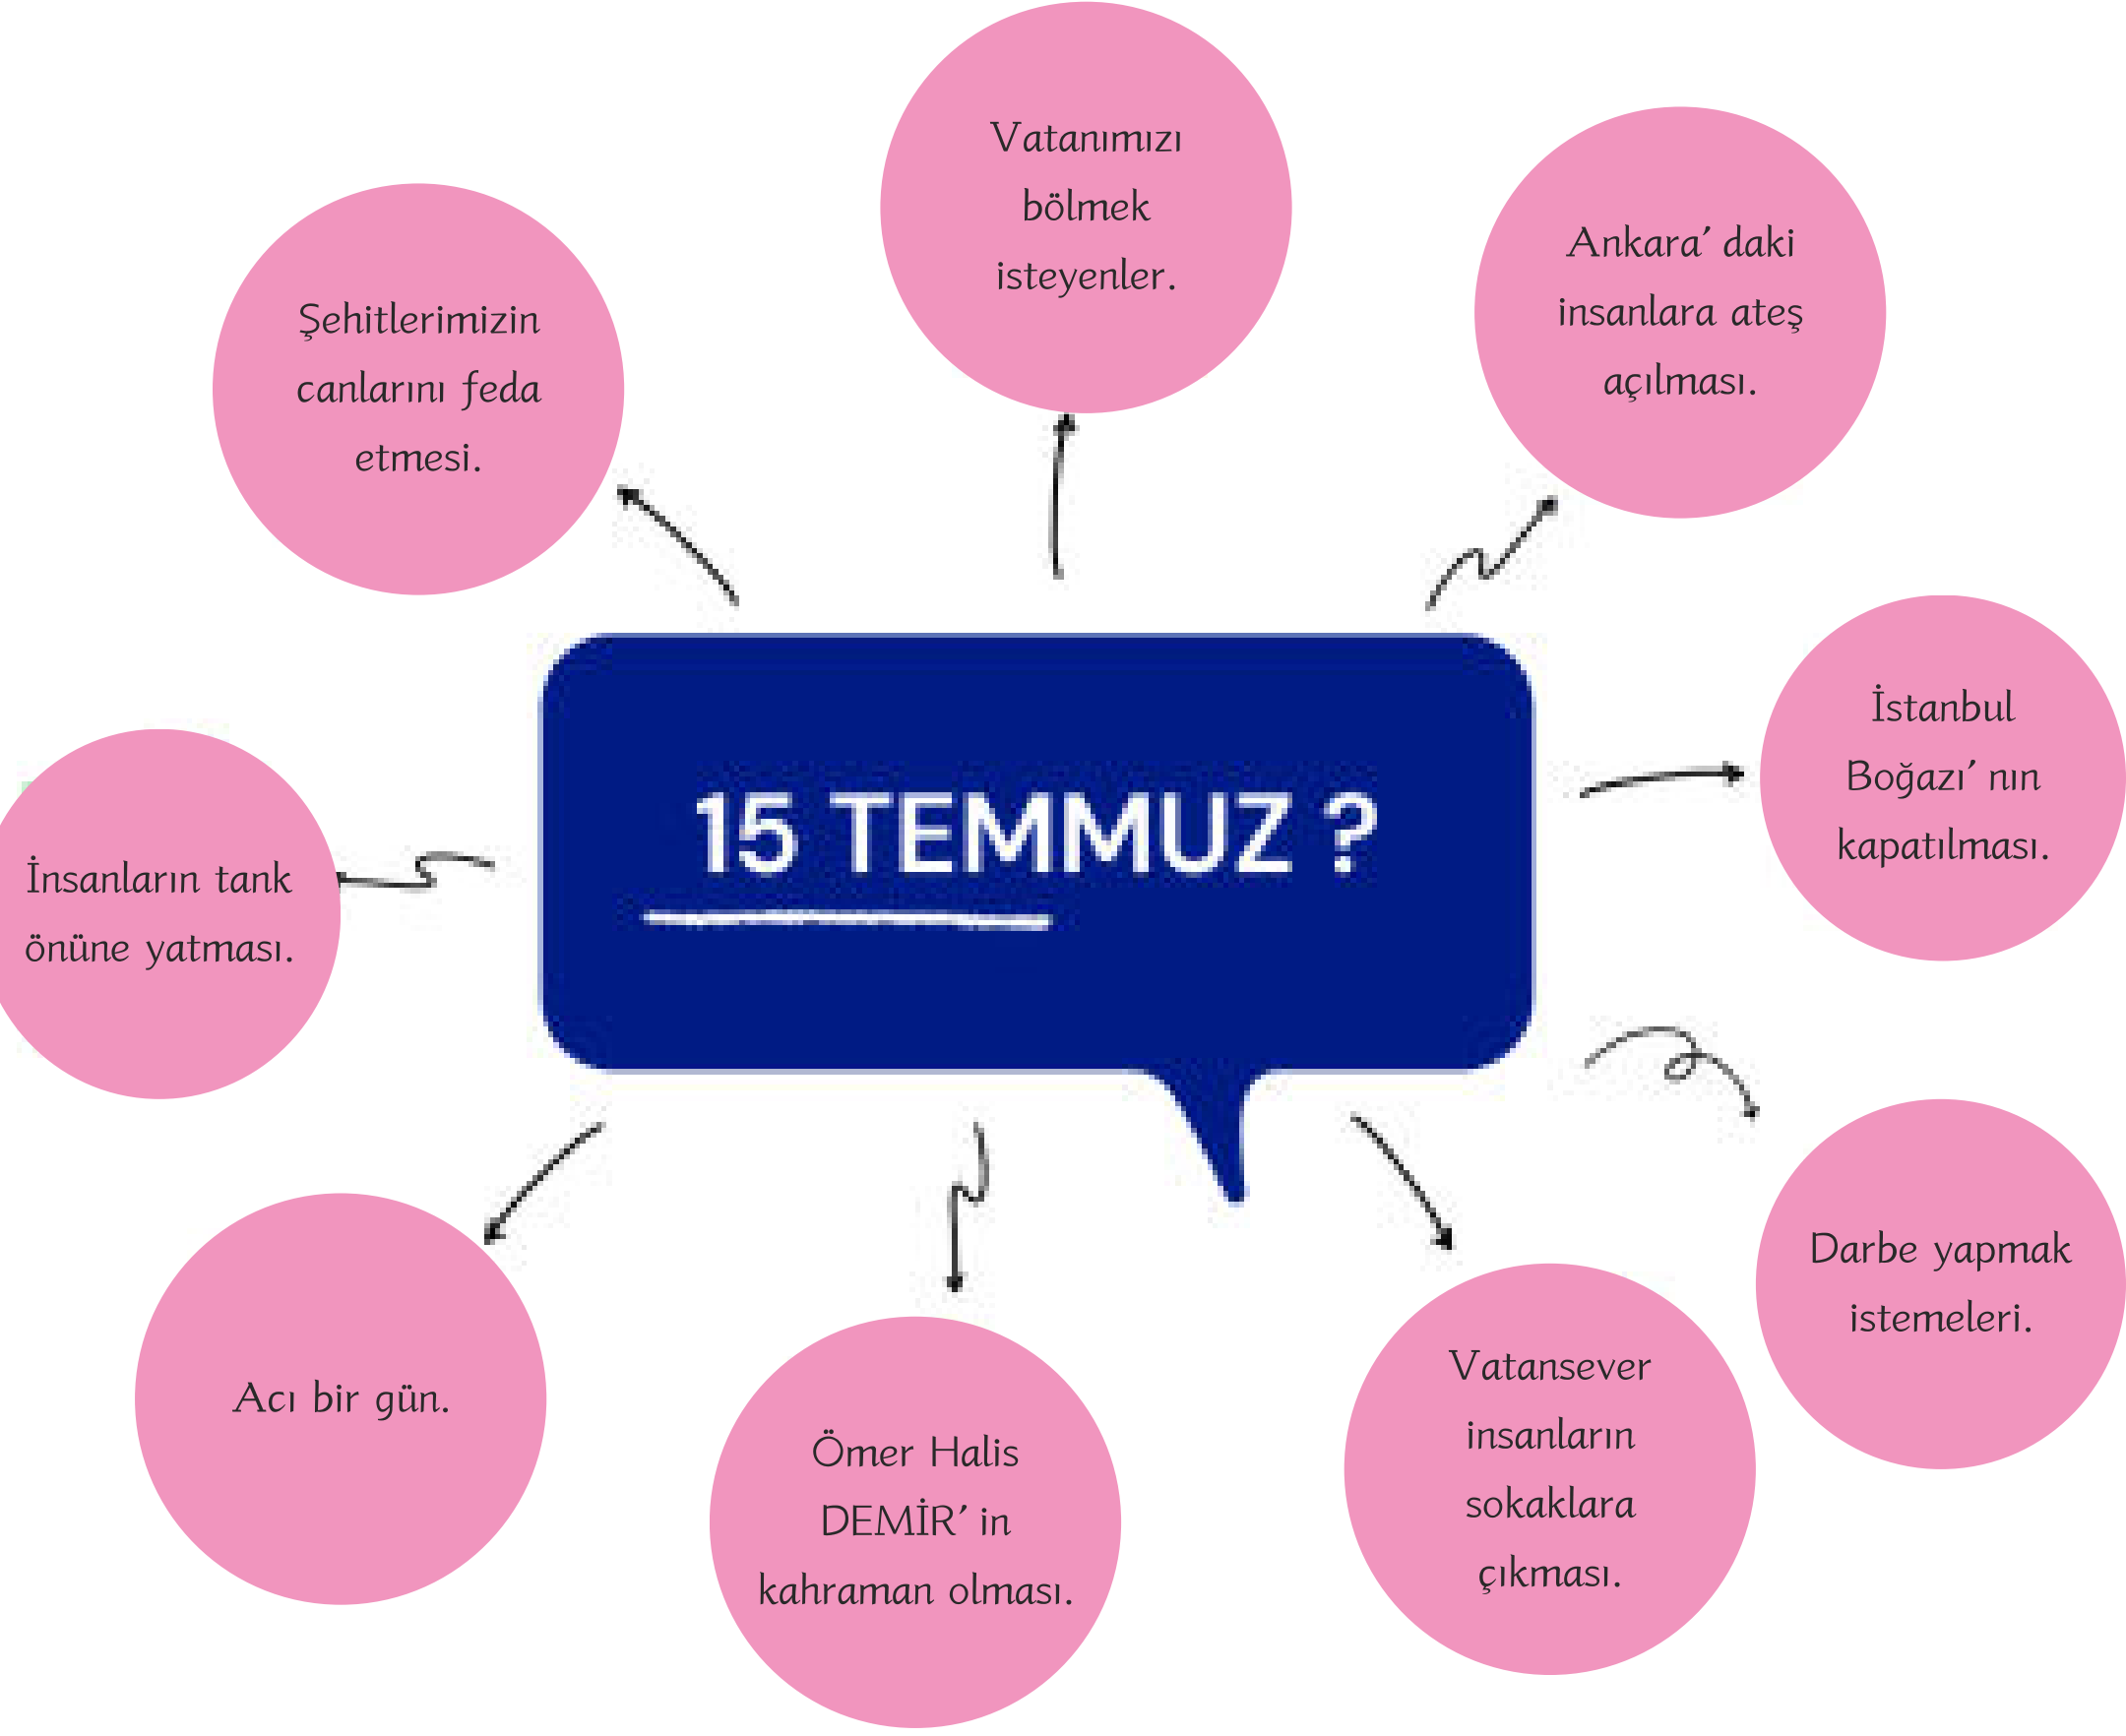 Vatanımızı
bölmek
isteyenler.
Ankara' daki
insanlara ateş
açılması.
Şehitlerimizin
canlarını feda
etmesi.
İstanbul
Boğazı' nın
kapatılması.
15 TEMMUZ ?
İnsanların tank
önüne yatması.
Darbe yapmak
istemeleri.
Vatansever
insanların
sokaklara
çıkması.
Acı bir gün.
Ömer Halis
DEMİR' in
kahraman olması.